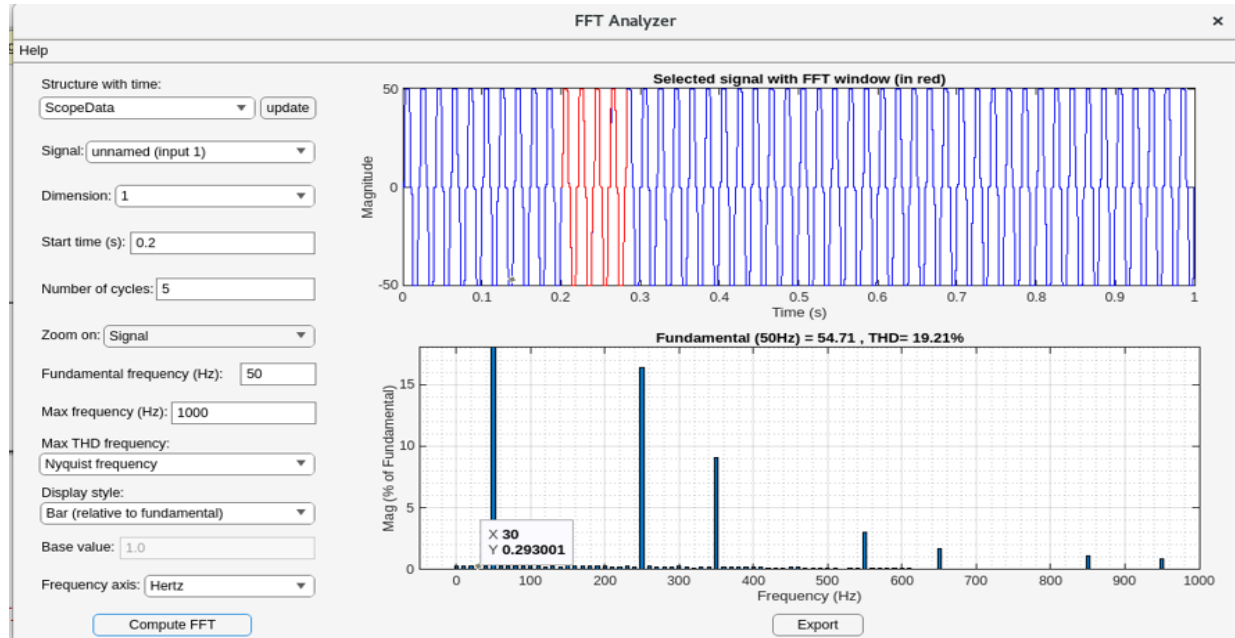 FFT Analyzer
Help
Structure with time:
ScopeData
update
Signal: unnamed (input 1)
Dimension: 1
Start time (s): 0.2
Number of cycles: 5
Zoom on: Signal
Fundamental frequency (Hz): 50
Max frequency (Hz): 1000
Max THD frequency:
Nyquist frequency
Display style:
Bar (relative to fundamental)
Base value: 1.0
Frequency axis: Hertz
Compute FFT
Selected signal with FFT window (in red)
50
0
-50
Magnitude
0 0.1 0.2 0.3 0.4 0.5 0.6 0.7 0.8 0.9 1
Time (s)
Fundamental (50Hz) = 54.71 , THD= 19.21%
15
10
5
0
Mag (% of Fundamental)
X 30
Y 0.293001
0 100 200 300 400 500 600 700 800 900 1000
Frequency (Hz)
Export